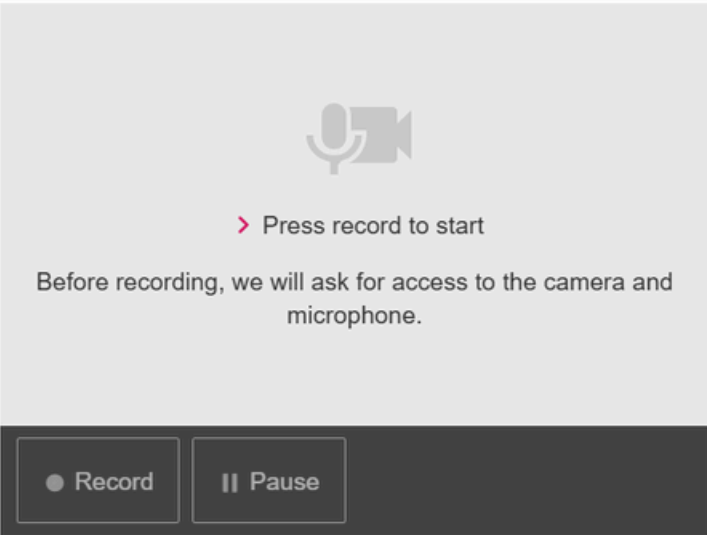 Press record to start
Before recording, we will ask for access to the camera and
microphone.
Record
Pause